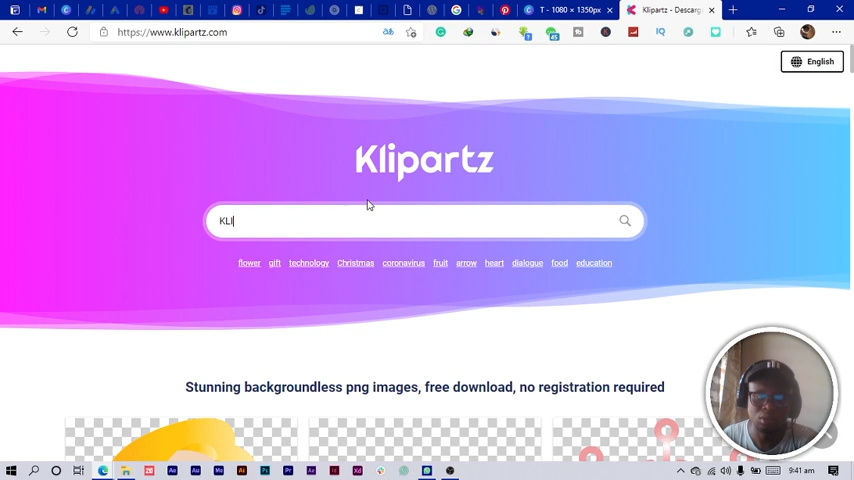 T - 1080 × 1350px
Klipartz - Descarg
https://www.klipartz.com
English
Klipartz
KLI
flower gift technology Christmas coronavirus fruit arrow heart dialogue food education
Stunning backgroundless png images, free download, no registration required
9:41 am